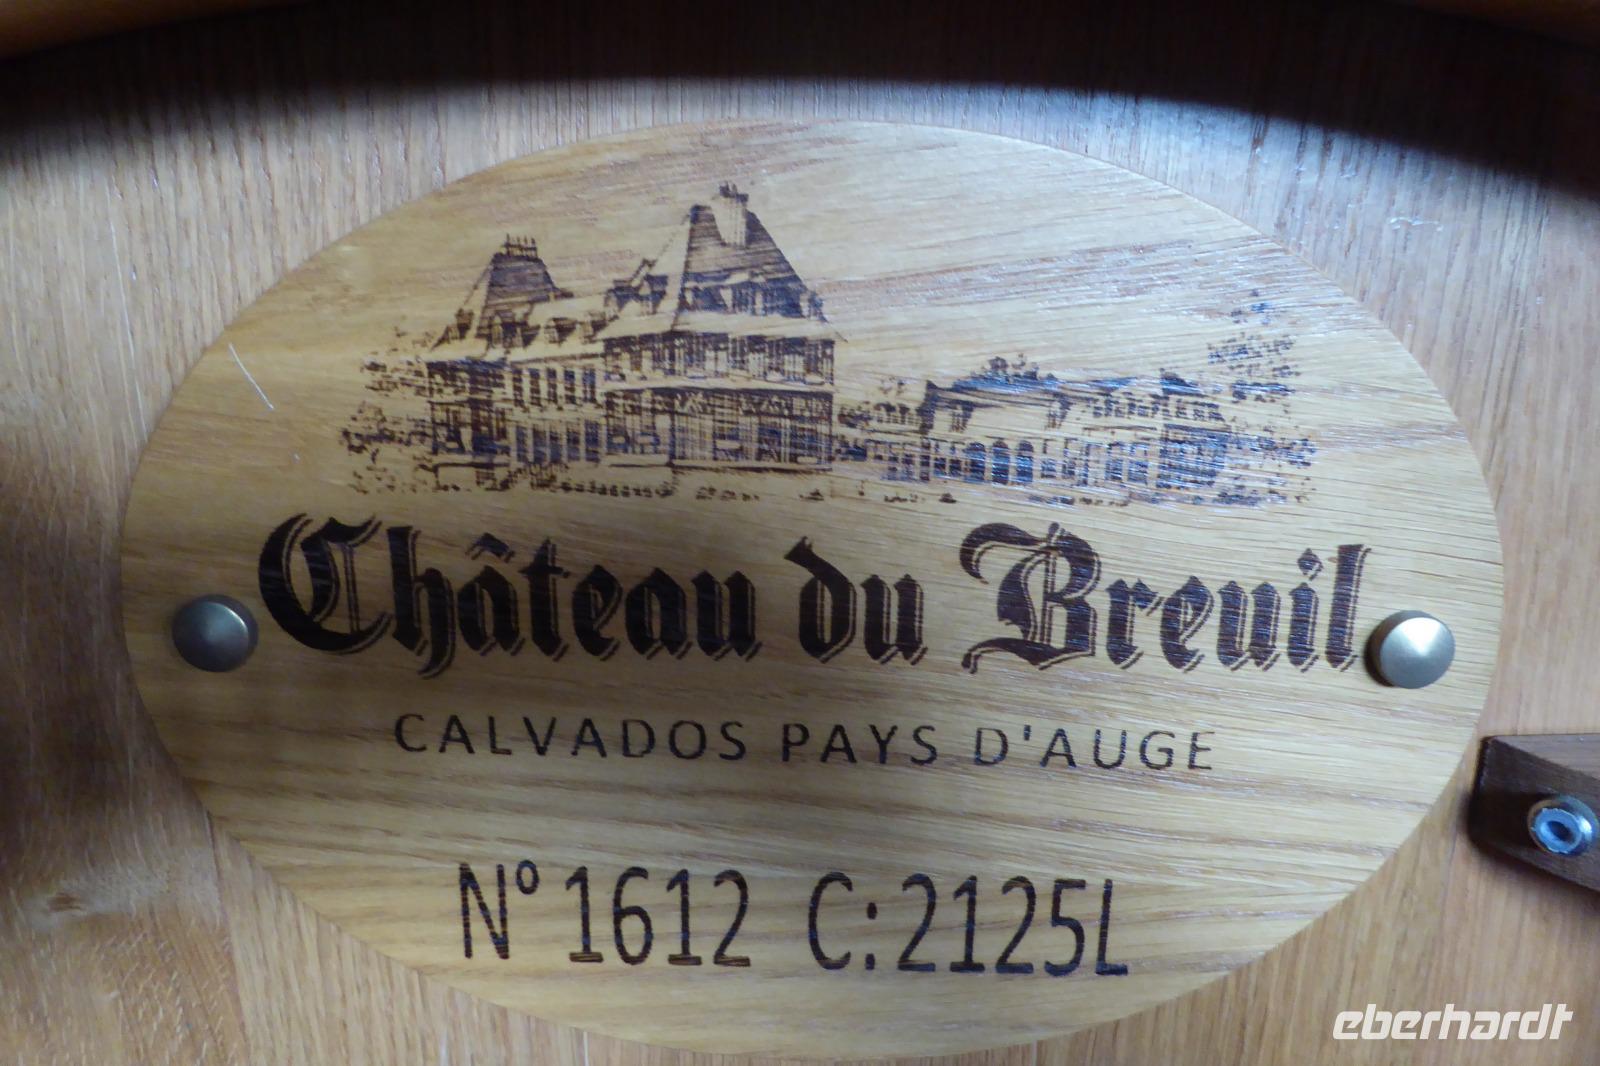 Château du Breuil
CALVADOS PAYS D'AUGE
N° 1612 C:2125L
eberhardt